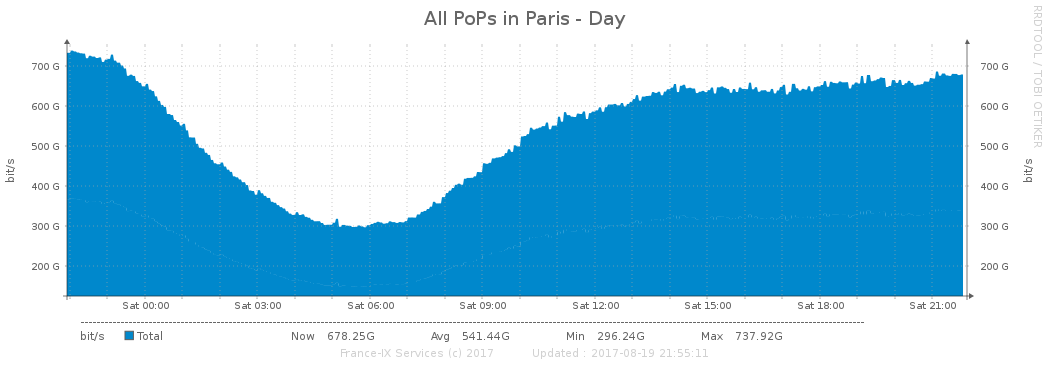 All PoPs in Paris - Day
RRDTOOL / TOBI OETIKER
700 G 700 G
600 G 600 G
500 G 500 G
400 G 400 G
300 G 300 G
200 G 200 G
bit/s bit/s
Sat 00:00 Sat 03:00 Sat 06:00 Sat 09:00 Sat 12:00 Sat 15:00 Sat 18:00 Sat 21:00
bit/s Total Now 678.25G Avg 541.44G Min 296.24G Max 737.92G
France-IX Services (c) 2017 Updated : 2017-08-19 21:55:11